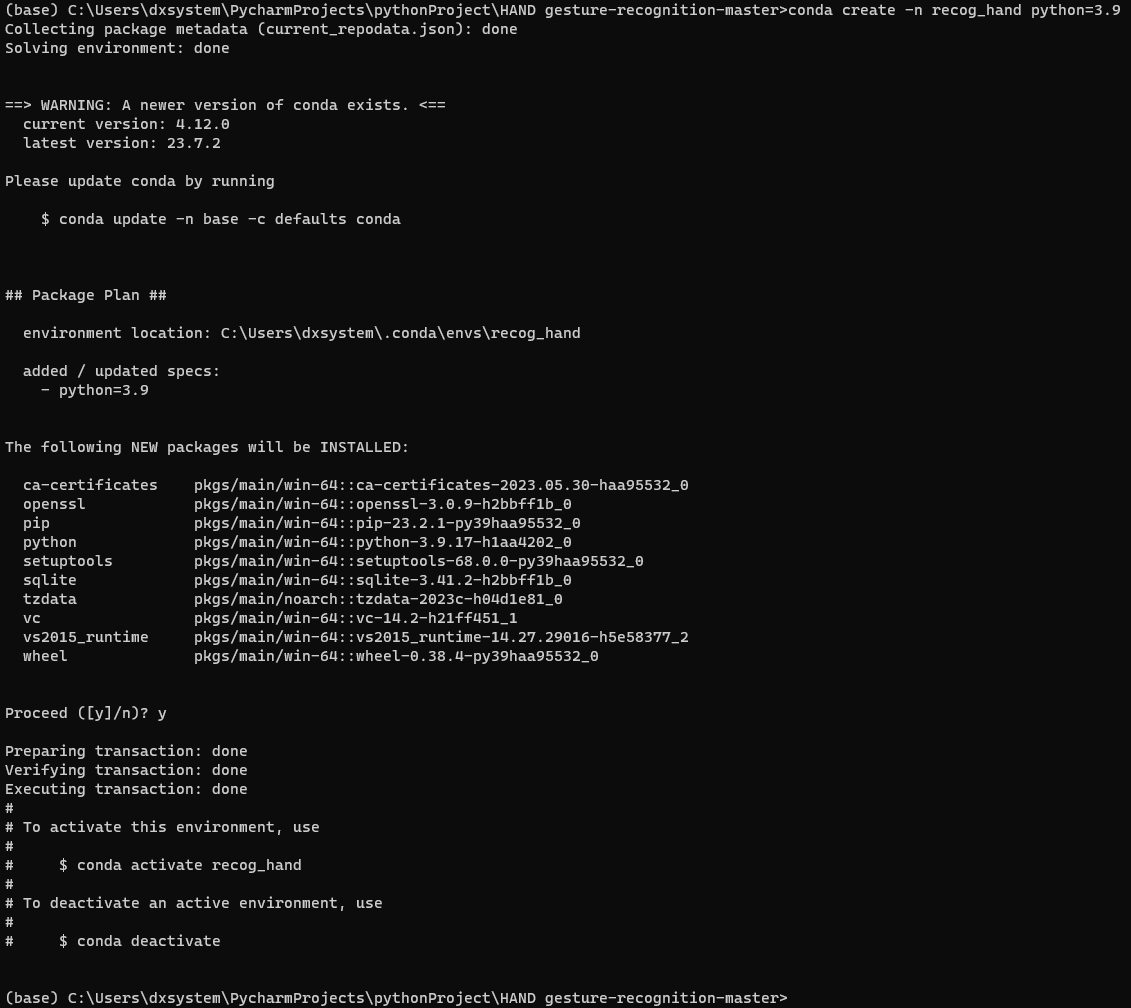 (base) C:\Users\dxsystem\PycharmProjects\pythonProject\HAND gesture-recognition-master>conda create -n recog_hand python=3.9
Collecting package metadata (current_repodata.json): done
Solving environment: done
==> WARNING: A newer version of conda exists. <==
  current version: 4.12.0
  latest version: 23.7.2
Please update conda by running
    $ conda update -n base -c defaults conda
## Package Plan ##
  environment location: C:\Users\dxsystem\.conda\envs\recog_hand
  added / updated specs:
    - python=3.9
The following NEW packages will be INSTALLED:
  ca-certificates    pkgs/main/win-64::ca-certificates-2023.05.30-haa95532_0
  openssl            pkgs/main/win-64::openssl-3.0.9-h2bbff1b_0
  pip                pkgs/main/win-64::pip-23.2.1-py39haa95532_0
  python             pkgs/main/win-64::python-3.9.17-h1aa4202_0
  setuptools         pkgs/main/win-64::setuptools-68.0.0-py39haa95532_0
  sqlite             pkgs/main/win-64::sqlite-3.41.2-h2bbff1b_0
  tzdata             pkgs/main/noarch::tzdata-2023c-h04d1e81_0
  vc                 pkgs/main/win-64::vc-14.2-h21ff451_1
  vs2015_runtime     pkgs/main/win-64::vs2015_runtime-14.27.29016-h5e58377_2
  wheel              pkgs/main/win-64::wheel-0.38.4-py39haa95532_0
Proceed ([y]/n)? y
Preparing transaction: done
Verifying transaction: done
Executing transaction: done
#
# To activate this environment, use
#
#     $ conda activate recog_hand
#
# To deactivate an active environment, use
#
#     $ conda deactivate
(base) C:\Users\dxsystem\PycharmProjects\pythonProject\HAND gesture-recognition-master>